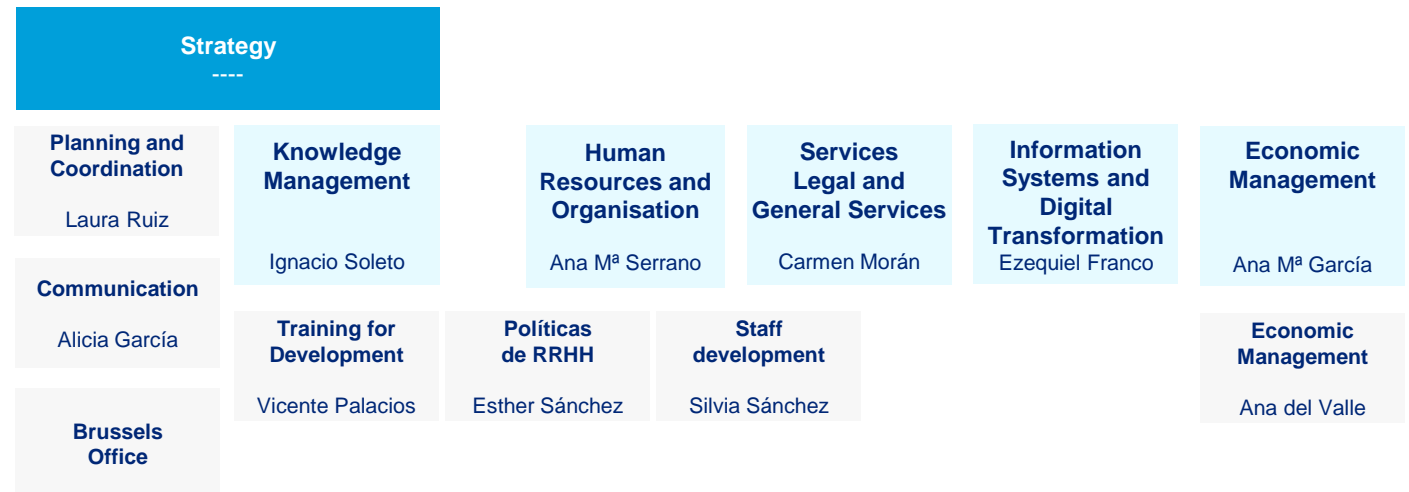 Strategy
----
Planning and
Coordination
Laura Ruiz
Knowledge
Management
Ignacio Soleto
Human
Resources and
Organisation
Ana Mª Serrano
Services
Legal and
General Services
Carmen Morán
Information
Systems and
Digital
Transformation
Ezequiel Franco
Economic
Management
Ana Mª García
Communication
Alicia García
Training for
Development
Vicente Palacios
Políticas
de RRHH
Esther Sánchez
Staff
development
Silvia Sánchez
Economic
Management
Ana del Valle
Brussels
Office